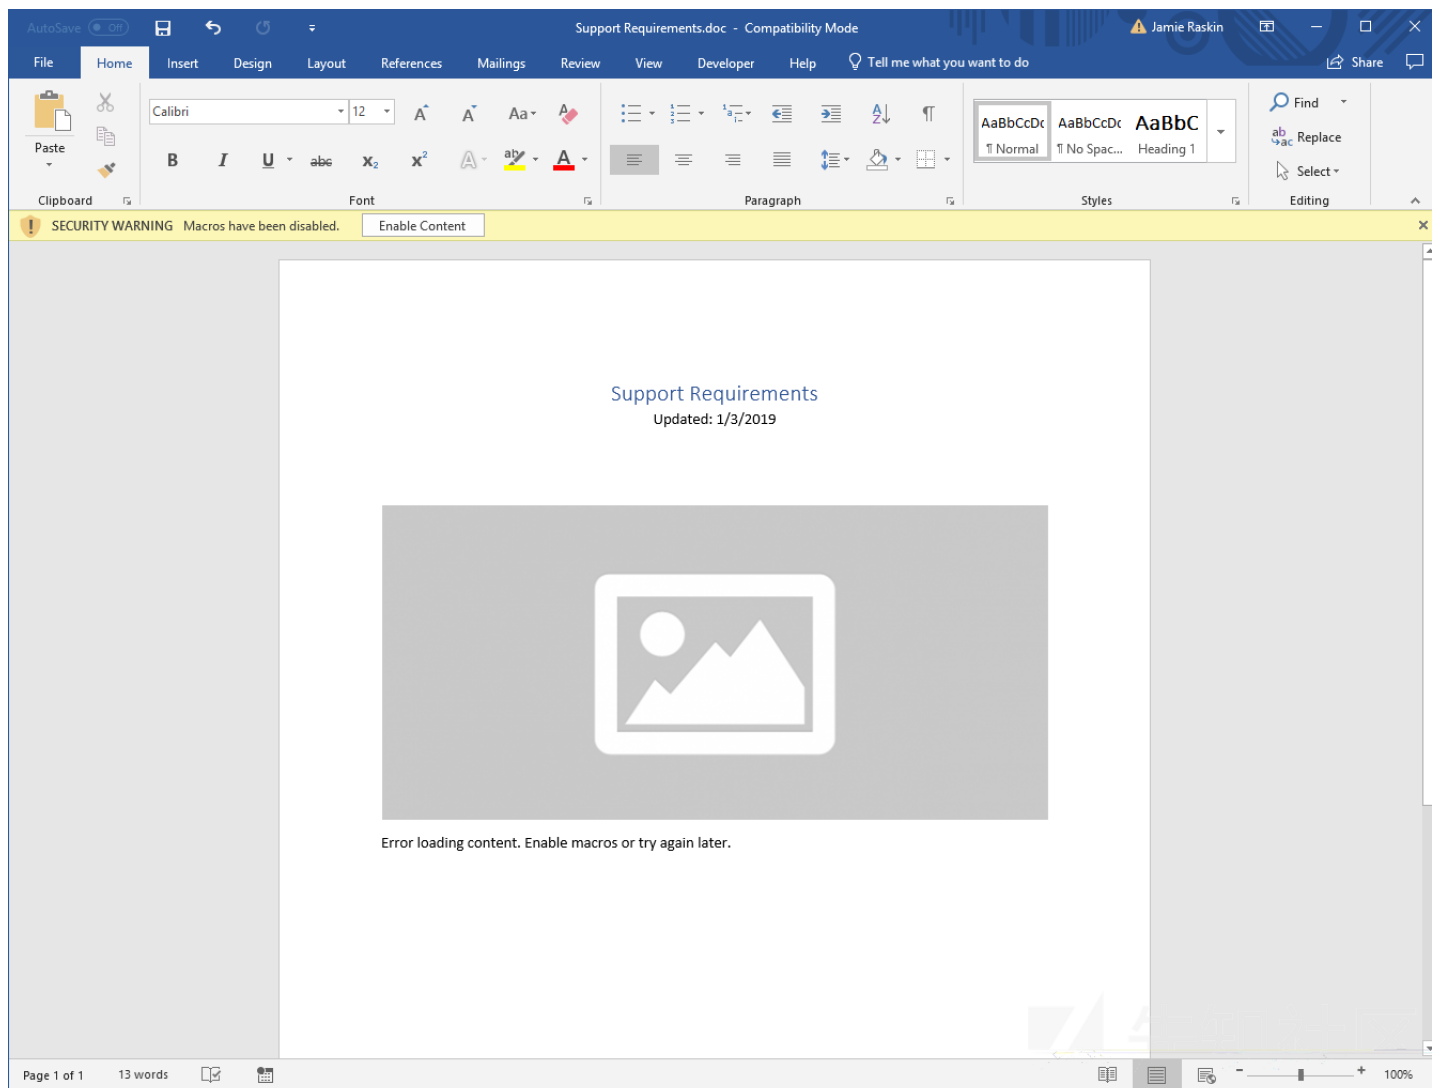 AutoSave Off Support Requirements.doc - Compatibility Mode Jamie Raskin
File Home Insert Design Layout References Mailings Review View Developer Help Tell me what you want to do Share
Calibri 12 Aa
Paste
B I U abc X₂ X² A aby A
AaBbCcDc AaBbCcDc AaBbC
¶ Normal ¶ No Spac... Heading 1
Find
Replace
Select
Clipboard Font Paragraph Styles Editing
SECURITY WARNING Macros have been disabled. Enable Content
Support Requirements
Updated: 1/3/2019
Error loading content. Enable macros or try again later.
Page 1 of 1 13 words 100%